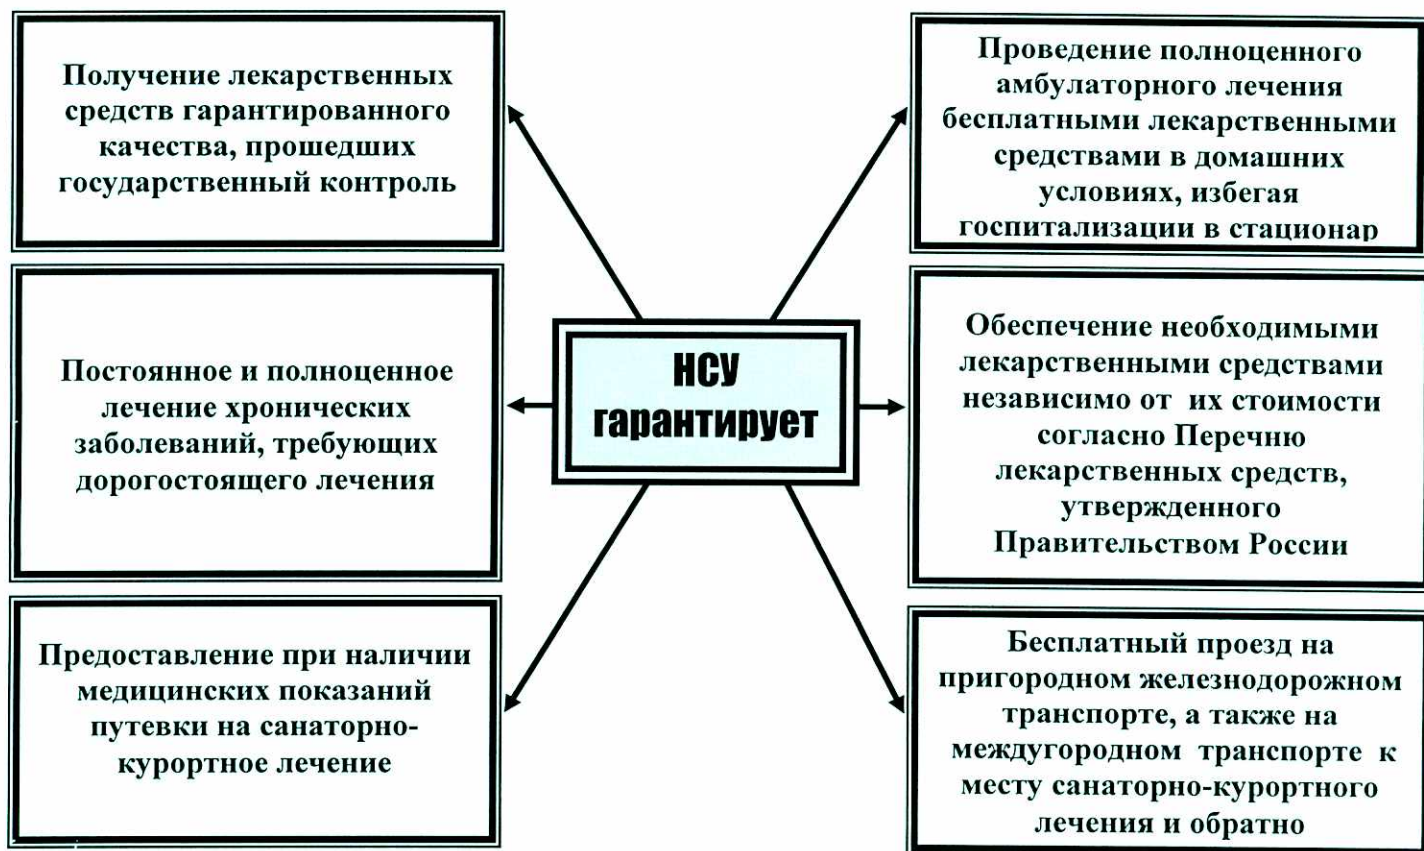 Получение лекарственных
средств гарантированного
качества, прошедших
государственный контроль
Постоянное и полноценное
лечение хронических
заболеваний, требующих
дорогостоящего лечения
Предоставление при наличии
медицинских показаний
путевки на санаторно-
курортное лечение
НСУ
гарантирует
Проведение полноценного
амбулаторного лечения
бесплатными лекарственными
средствами в домашних
условиях, избегая
госпитализации в стационар
Обеспечение необходимыми
лекарственными средствами
независимо от их стоимости
согласно Перечню
лекарственных средств,
утвержденного
Правительством России
Бесплатный проезд на
пригородном железнодорожном
транспорте, а также на
междугородном транспорте к
месту санаторно-курортного
лечения и обратно